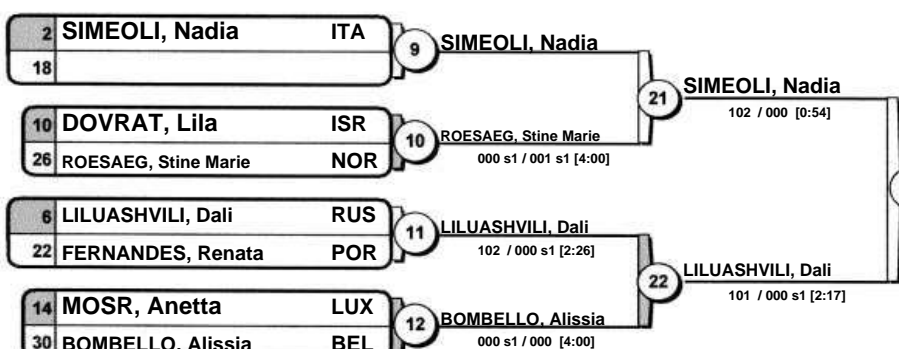 2 SIMEOLI, Nadia ITA
18
9
SIMEOLI, Nadia
10 DOVRAT, Lila ISR
26 ROESAEG, Stine Marie NOR
10
ROESAEG, Stine Marie
000 s1 / 001 s1 [4:00]
21
SIMEOLI, Nadia
102 / 000 [0:54]
6 LILUASHVILI, Dali RUS
22 FERNANDES, Renata POR
11
LILUASHVILI, Dali
102 / 000 s1 [2:26]
14 MOSR, Anetta LUX
30 BOMBELLO, Alissia BEL
12
BOMBELLO, Alissia
000 s1 / 000 [4:00]
22
LILUASHVILI, Dali
101 / 000 s1 [2:17]